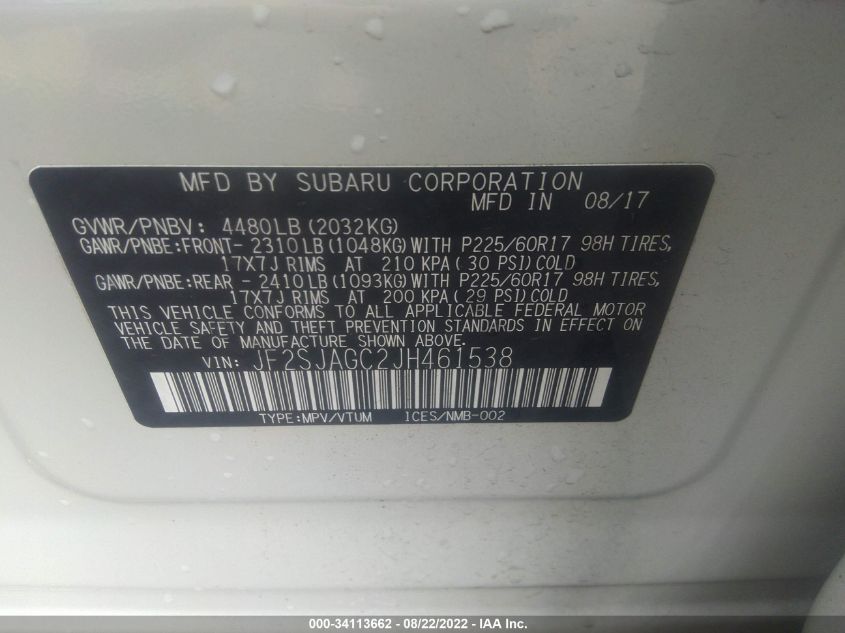 MFD BY SUBARU CORPORATION
MFD IN 08/17
GVWR/PNBV: 4480LB(2032KG)
GAWR/PNBE:FRONT- 2310LB(1048KG)WITH P225/60R17 98H TIRES,
17X7J RIMS AT 210 KPA( 30 PSI)COLD
GAWR/PNBE:REAR - 2410LB(1093KG)WITH P225/60R17 98H TIRES,
17X7J RIMS AT 200 KPA( 29 PSI)COLD
THIS VEHICLE CONFORMS TO ALL APPLICABLE FEDERAL MOTOR
VEHICLE SAFETY AND THEFT PREVENTION STANDARDS IN EFFECT ON
THE DATE OF MANUFACTURE SHOWN ABOVE.
VIN: JF2SJAGC2JH461538
TYPE:MPV/VTUM 1CES/NMB-002
000-34113662 - 08/22/2022 - IAA Inc.